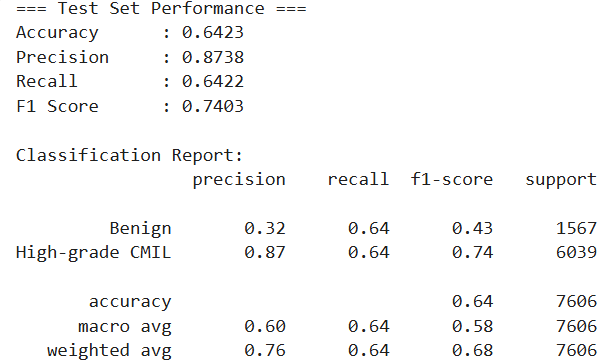 === Test Set Performance ===
Accuracy : 0.6423
Precision : 0.8738
Recall : 0.6422
F1 Score : 0.7403
Classification Report:
precision recall f1-score support
Benign 0.32 0.64 0.43 1567
High-grade CMIL 0.87 0.64 0.74 6039
accuracy 0.64 7606
macro avg 0.60 0.64 0.58 7606
weighted avg 0.76 0.64 0.68 7606